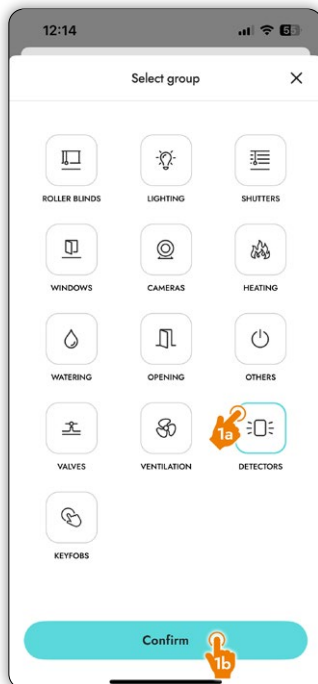 12:14
Select group
ROLLER BLINDS LIGHTING SHUTTERS
WINDOWS CAMERAS HEATING
WATERING OPENING OTHERS
1a
VALVES VENTILATION DETECTORS
KEYFOBS
Confirm
1b